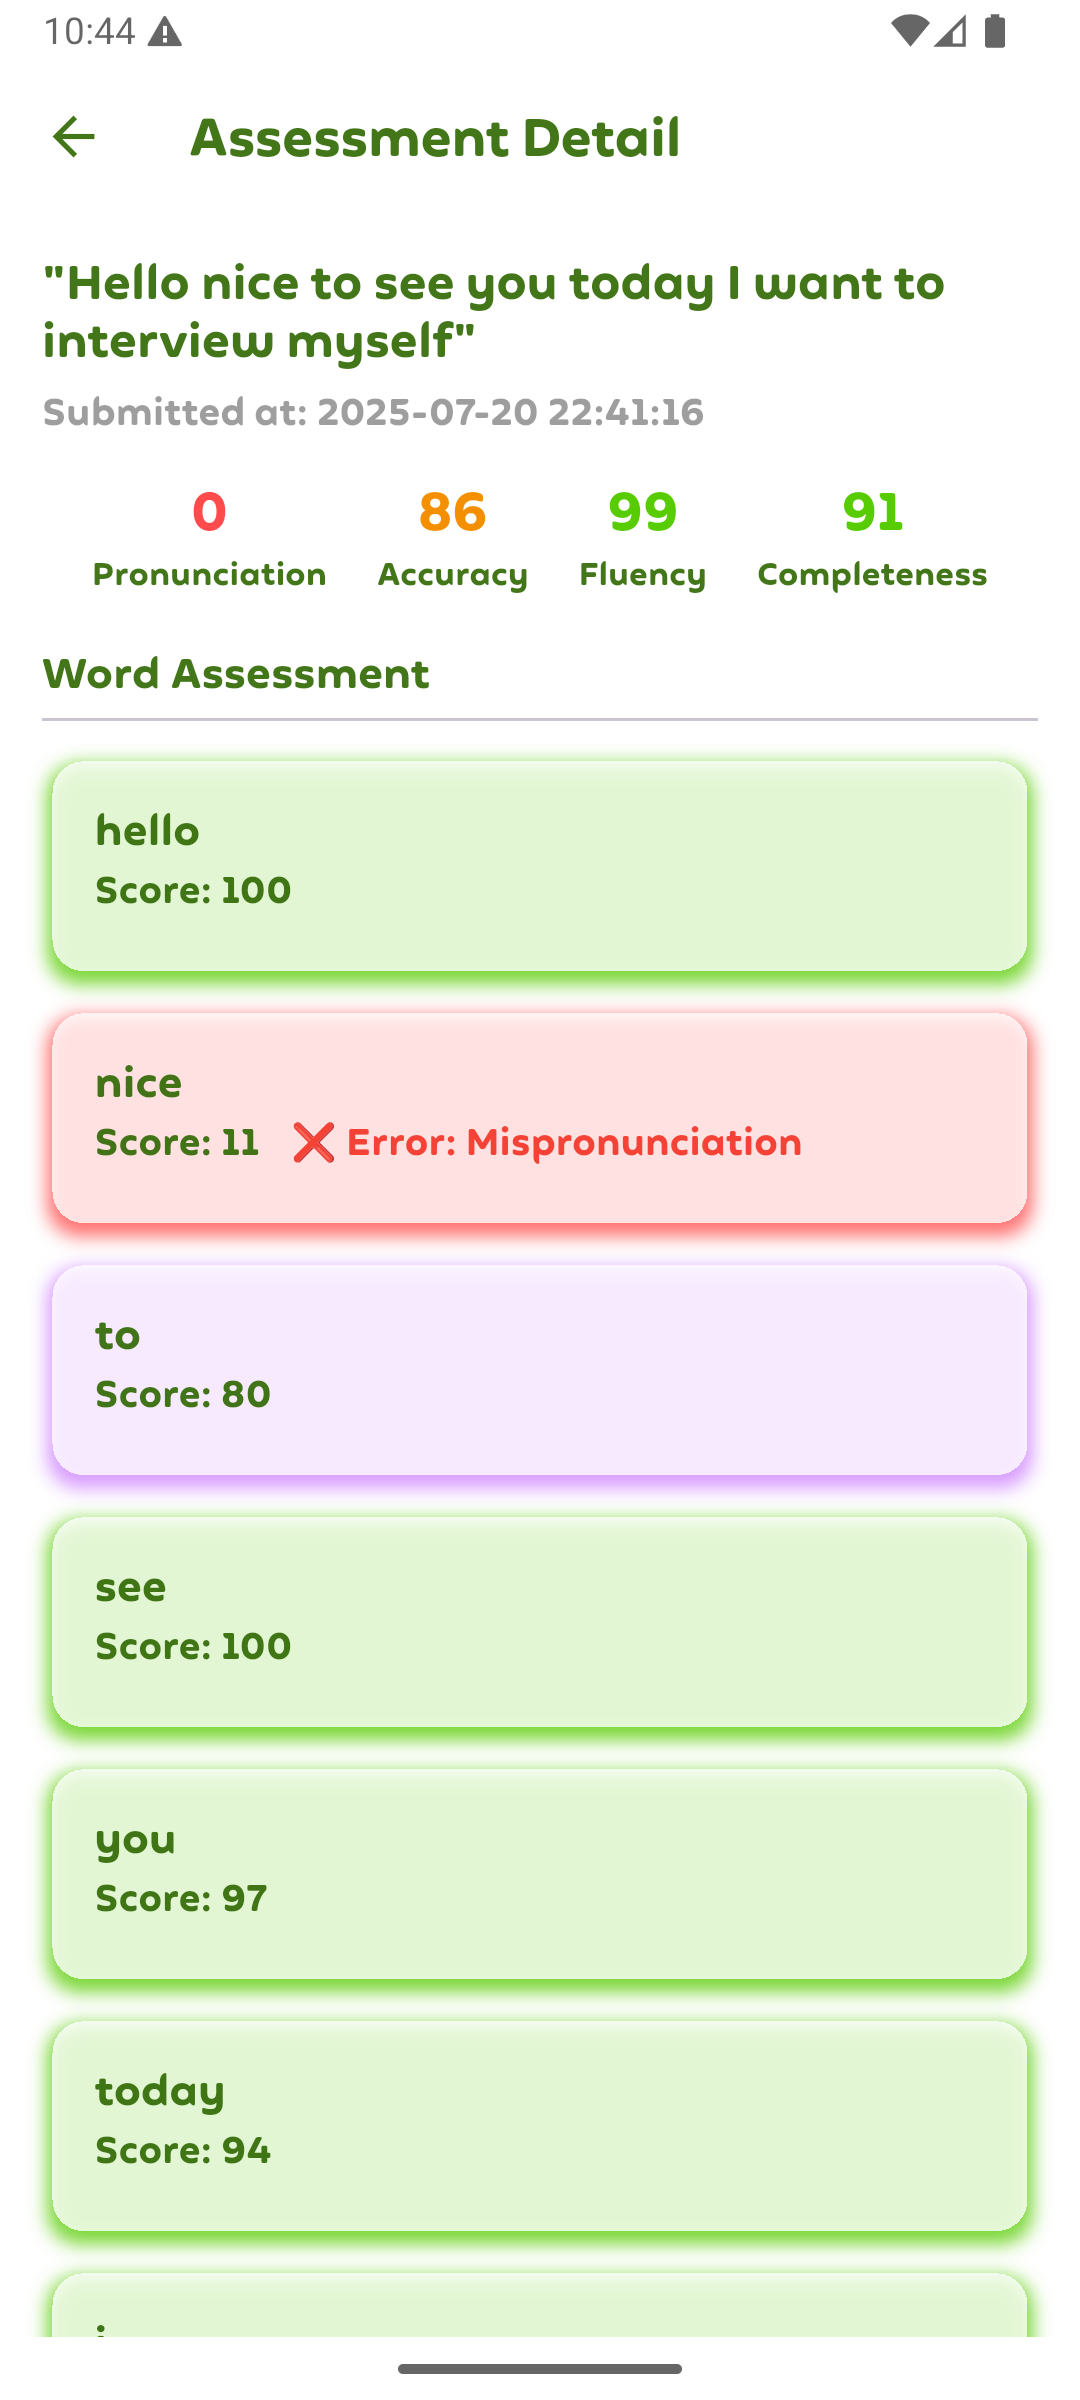 10:44
Assessment Detail
"Hello nice to see you today I want to
interview myself"
Submitted at: 2025-07-20 22:41:16
0 86 99 91
Pronunciation Accuracy Fluency Completeness
Word Assessment
hello
Score: 100
nice
Score: 11 ❌ Error: Mispronunciation
to
Score: 80
see
Score: 100
you
Score: 97
today
Score: 94